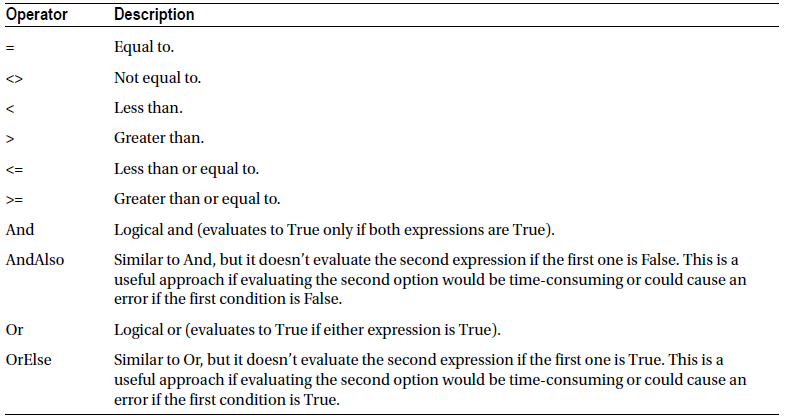 Operator Description
= Equal to.
<> Not equal to.
< Less than.
> Greater than.
<= Less than or equal to.
>= Greater than or equal to.
And Logical and (evaluates to True only if both expressions are True).
AndAlso Similar to And, but it doesn’t evaluate the second expression if the first one is False. This is a
useful approach if evaluating the second option would be time-consuming or could cause an
error if the first condition is False.
Or Logical or (evaluates to True if either expression is True).
OrElse Similar to Or, but it doesn’t evaluate the second expression if the first one is True. This is a
useful approach if evaluating the second option would be time-consuming or could cause an
error if the first condition is True.